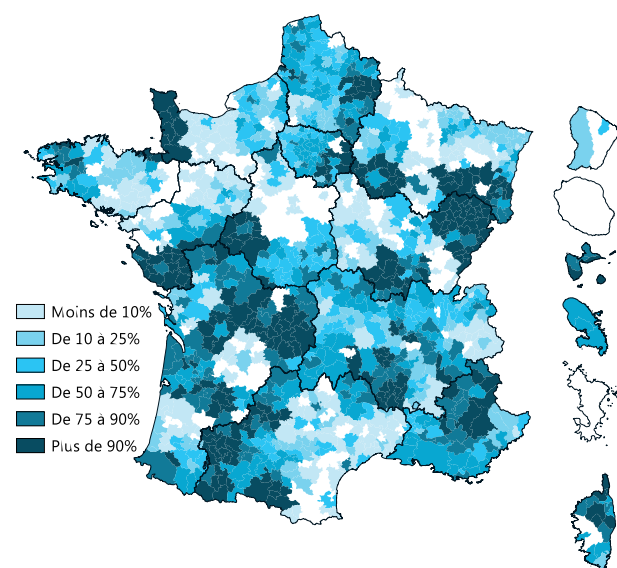 Moins de 10%
De 10 à 25%
De 25 à 50%
De 50 à 75%
De 75 à 90%
Plus de 90%